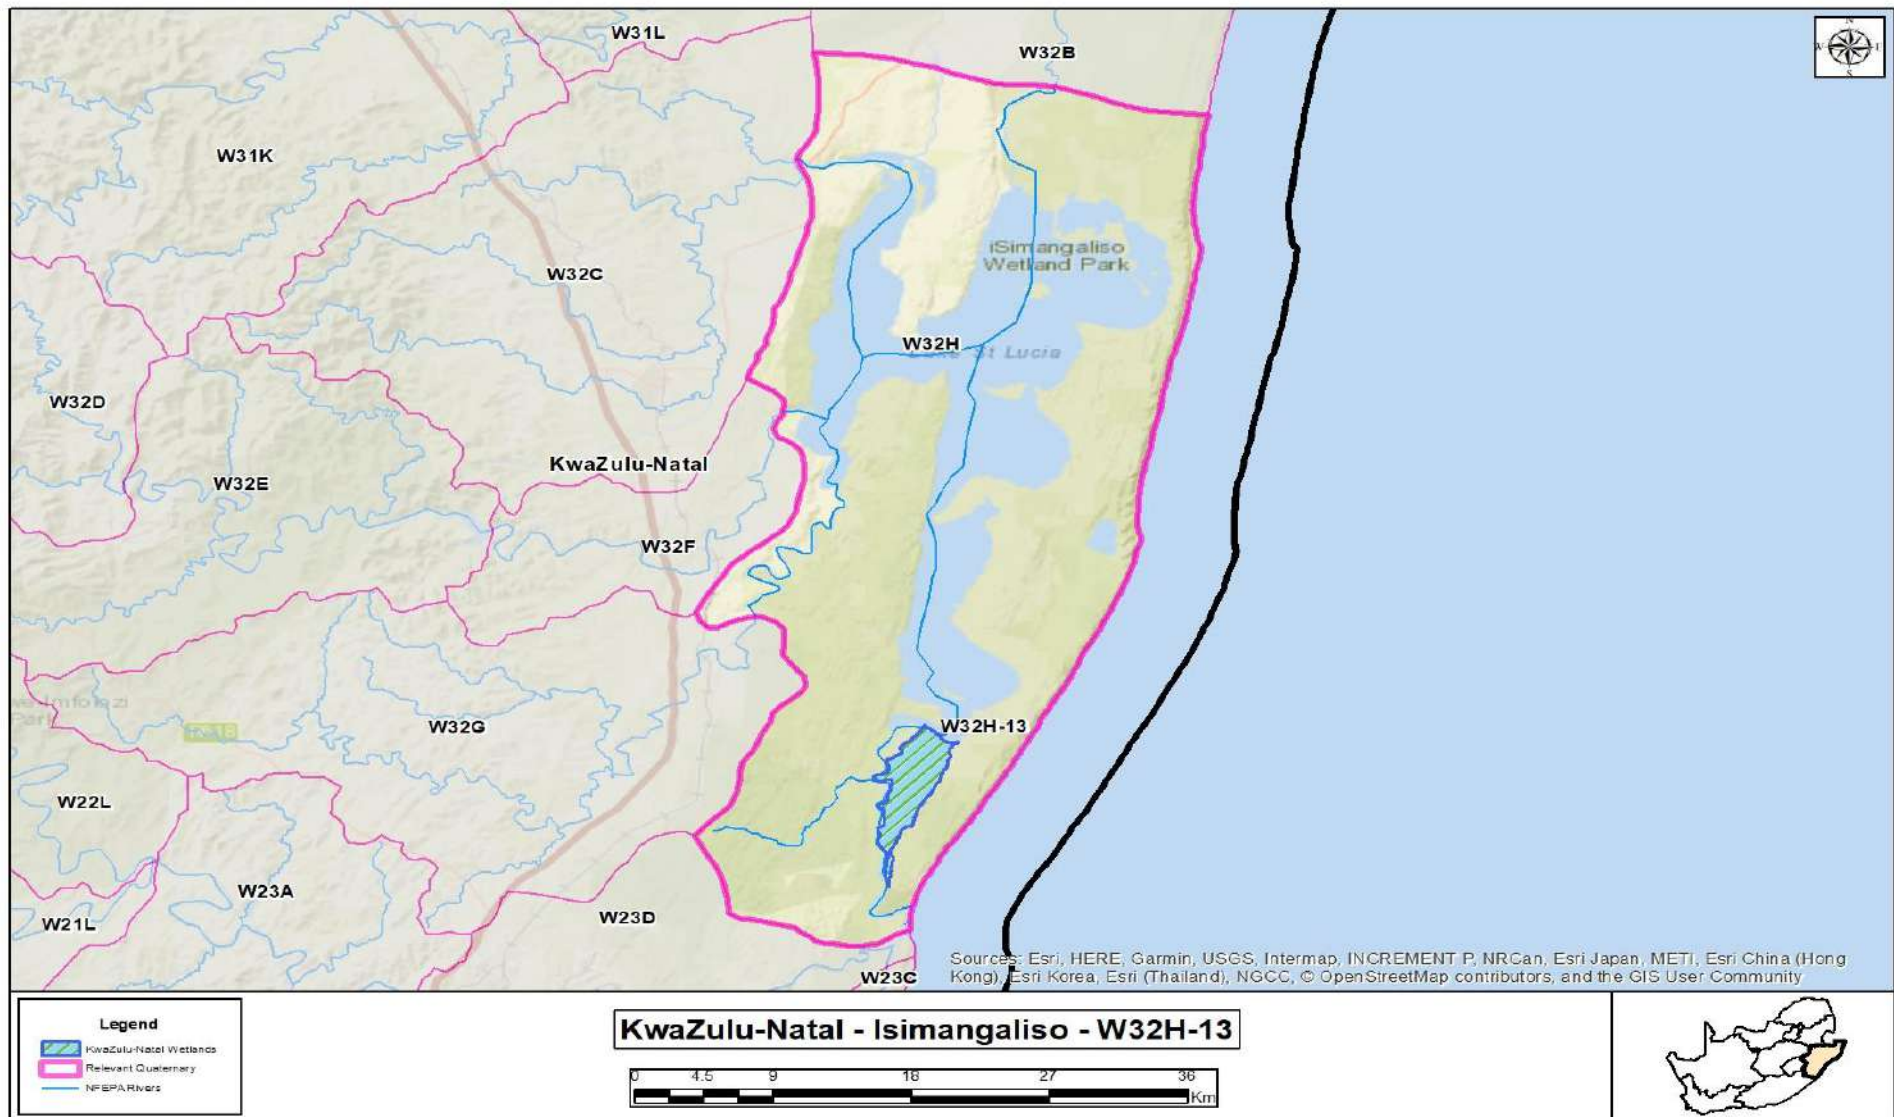 W31L
W32B
N
W E
S
W31K
iSimangaliso
Wetland Park
W32C
W32H
Lake St Lucia
W32D
KwaZulu-Natal
W32E
W32F
W32H-13
W32G
Park
W22L
W23A
W23D
W21L
W23C
Sources: Esri, HERE, Garmin, USGS, Intermap, INCREMENT P, NRCan, Esri Japan, METI, Esri China (Hong
Kong), Esri Korea, Esri (Thailand), NGCC, © OpenStreetMap contributors, and the GIS User Community
Legend
KwaZulu-Natal Wetlands
Relevant Quaternary
NFEPA Rivers
KwaZulu-Natal - Isimangaliso - W32H-13
0 4.5 9 18 27 36
Km